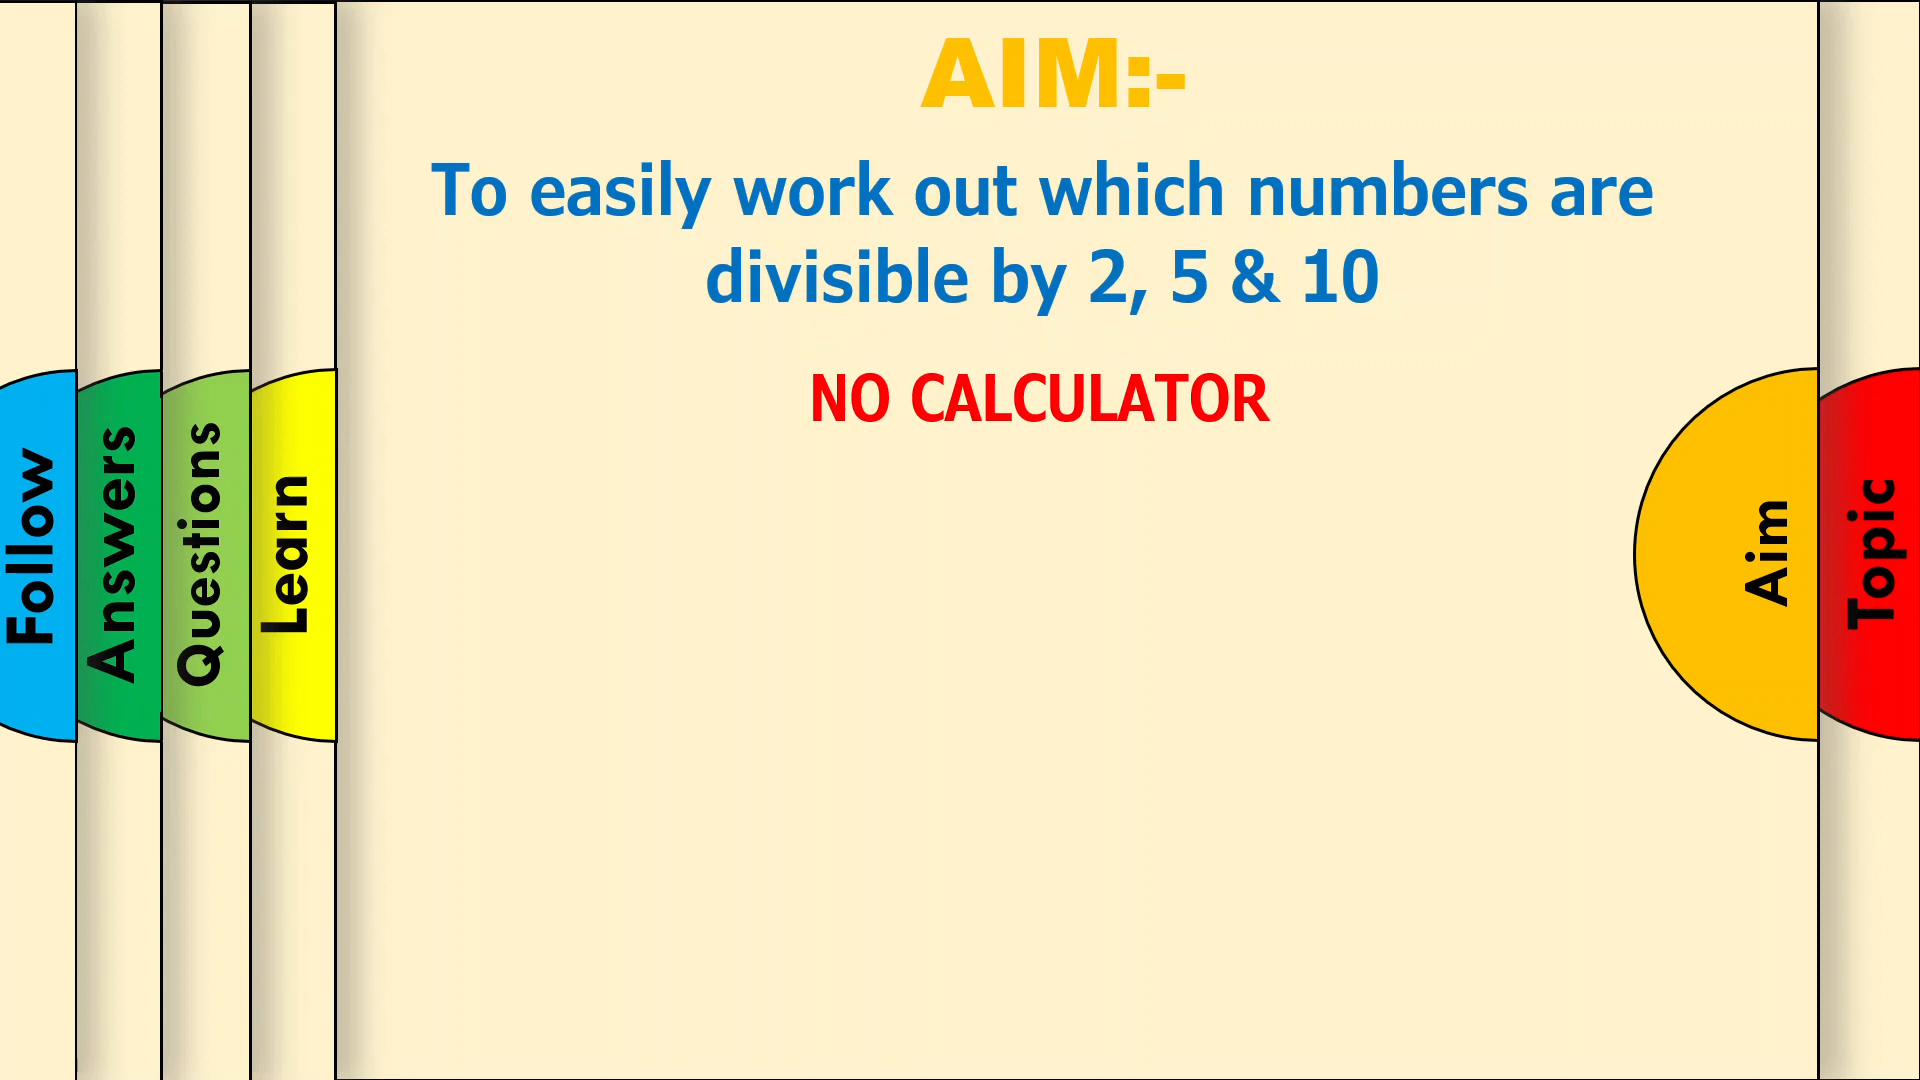 AIM:-
To easily work out which numbers are
divisible by 2, 5 & 10
NO CALCULATOR
Follow
Answers
Questions
Learn
Aim
Topic